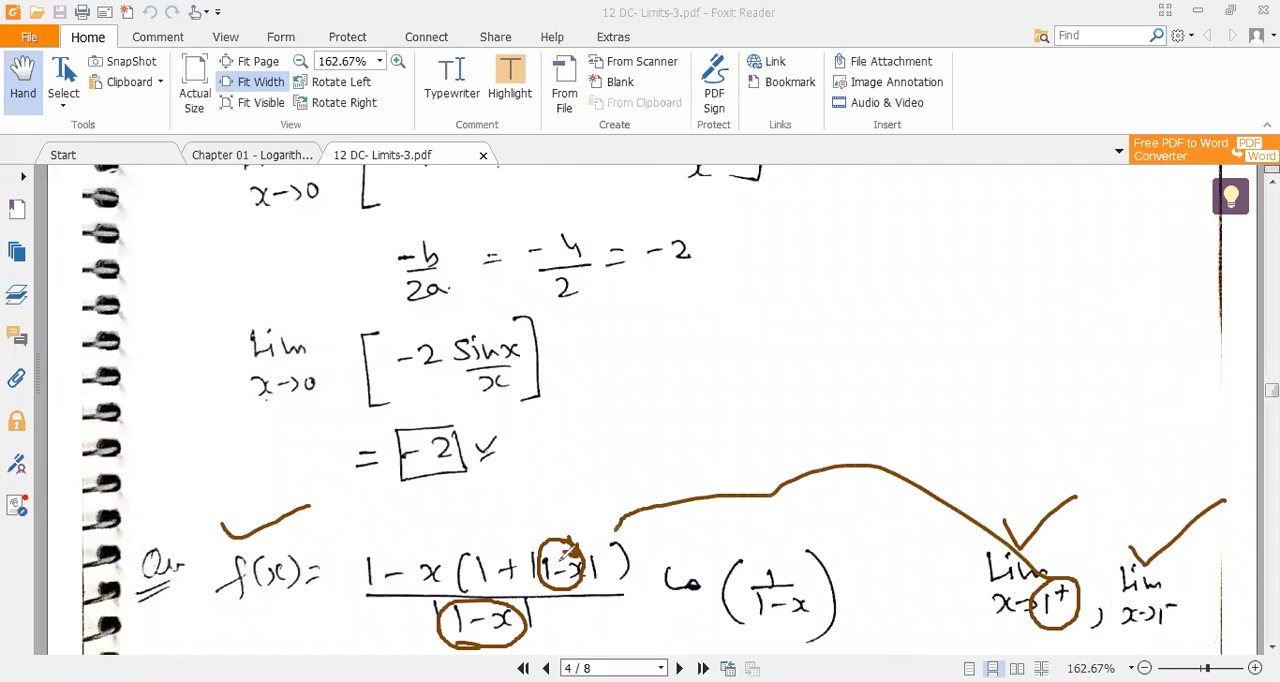 12 DC- Limits-3.pdf - Foxit Reader
File Home Comment View Form Protect Connect Share Help Extras Find
SnapShot Fit Page 162.67% From Scanner Link File Attachment
Clipboard Fit Width Rotate Left Blank Bookmark Image Annotation
Hand Select Actual Size Fit Visible Rotate Right Typewriter Highlight From File From Clipboard PDF Sign Audio & Video
Tools View Comment Create Protect Links Insert
Start Chapter 01 - Logarith... 12 DC- Limits-3.pdf
Free PDF to Word Converter PDF Word
x→0 [ x ]
-b/2a = -4/2 = -2
Lim x→0 [ -2 Sinx/x ]
= -2
Qu f(x) = 1-x(1+|1-x|)/|1-x| Cos (1/1-x) Lim x→1+ , Lim x→1-
4 / 8 162.67%